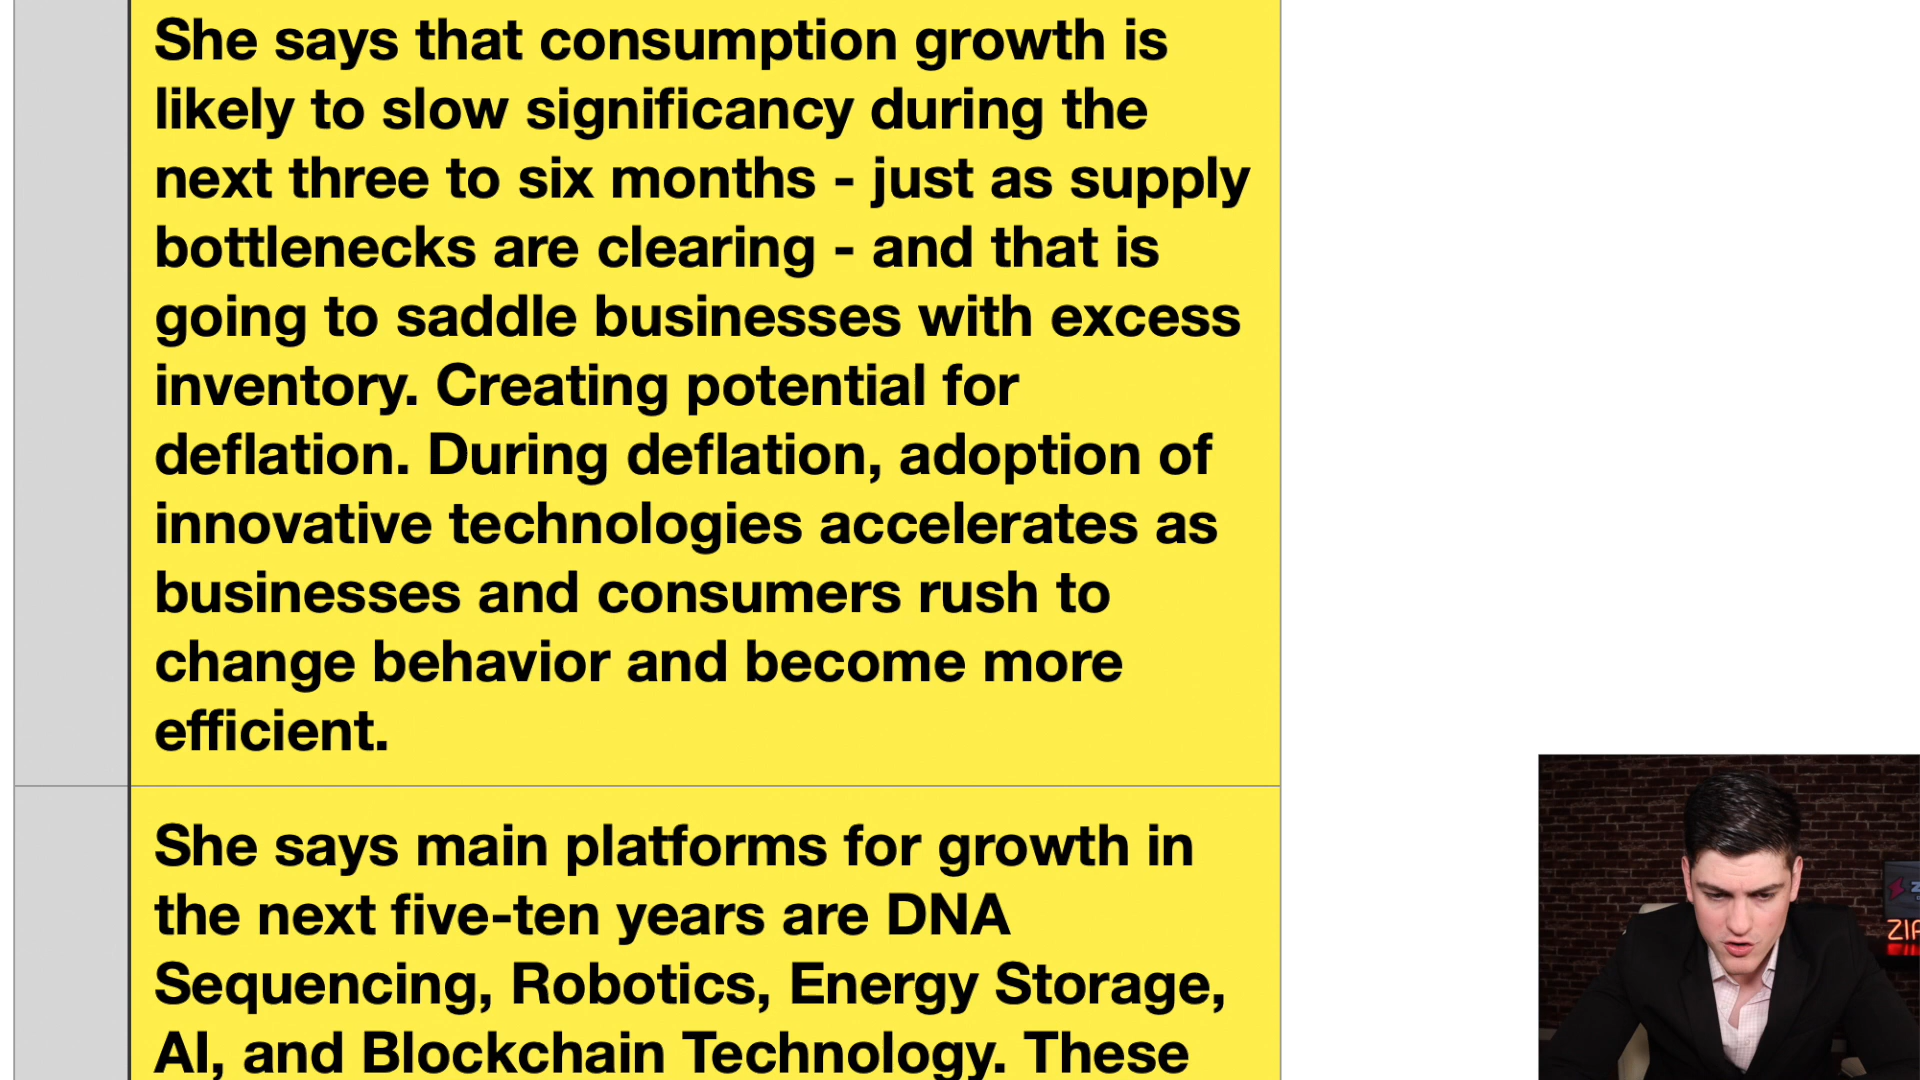 She says that consumption growth is
likely to slow significancy during the
next three to six months - just as supply
bottlenecks are clearing - and that is
going to saddle businesses with excess
inventory. Creating potential for
deflation. During deflation, adoption of
innovative technologies accelerates as
businesses and consumers rush to
change behavior and become more
efficient.
She says main platforms for growth in
the next five-ten years are DNA
Sequencing, Robotics, Energy Storage,
AI, and Blockchain Technology. These